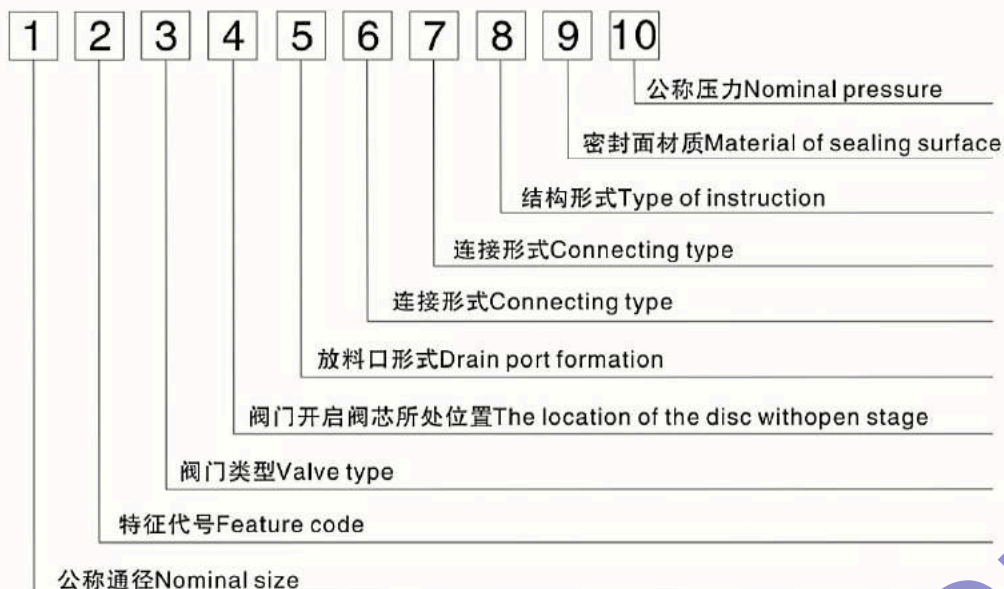 1 2 3 4 5 6 7 8 9 10
公称压力Nominal pressure
密封面材质Material of sealing surface
结构形式Type of instruction
连接形式Connecting type
连接形式Connecting type
放料口形式Drain port formation
阀门开启阀芯所处位置The location of the disc withopen stage
阀门类型Valve type
特征代号Feature code
公称通径Nominal size